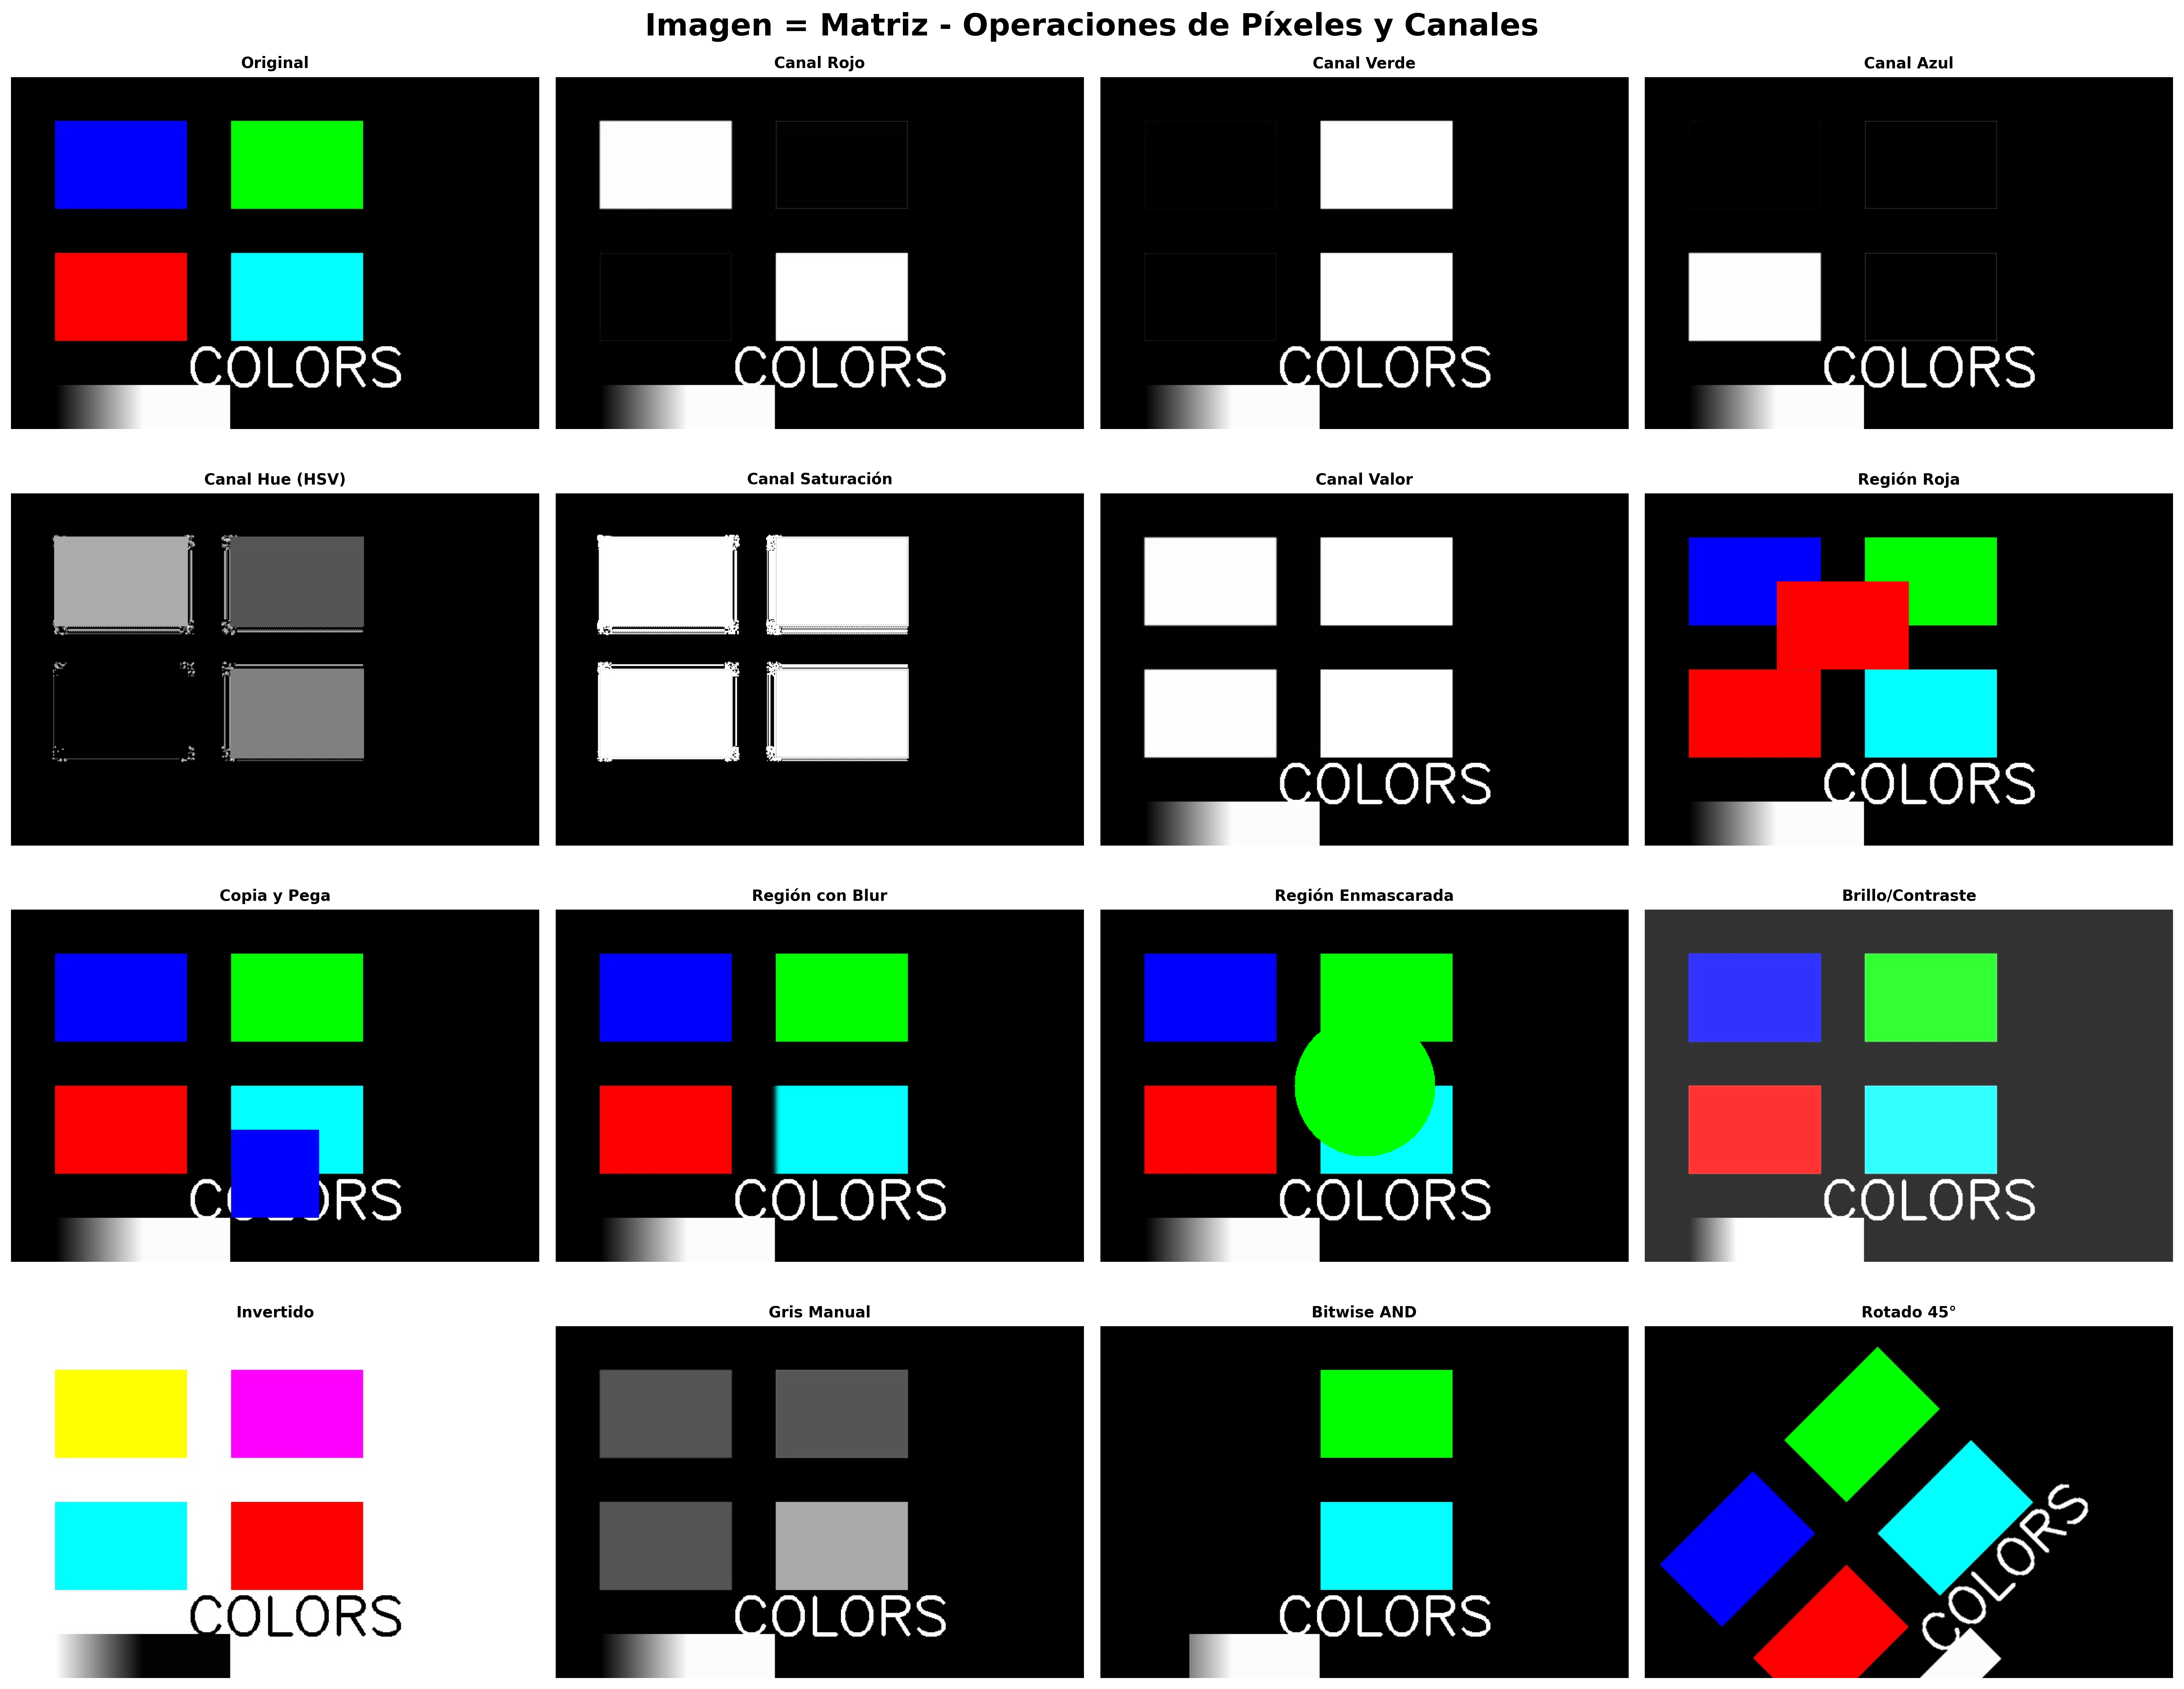 Imagen = Matriz - Operaciones de Píxeles y Canales
Original
Canal Rojo
Canal Verde
Canal Azul
COLORS
COLORS
COLORS
COLORS
Canal Hue (HSV)
Canal Saturación
Canal Valor
Región Roja
COLORS
COLORS
Copia y Pega
Región con Blur
Región Enmascarada
Brillo/Contraste
C RS
COLORS
COLORS
COLORS
Invertido
Gris Manual
Bitwise AND
Rotado 45°
COLORS
COLORS
COLORS
COLORS